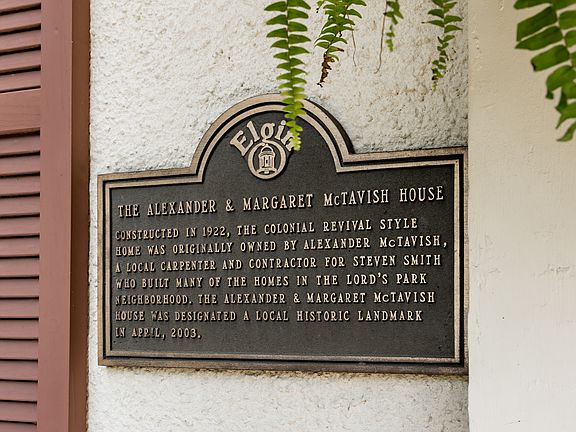 Elgin
THE ALEXANDER & MARGARET McTAVISH HOUSE
CONSTRUCTED IN 1922, THE COLONIAL REVIVAL STYLE
HOME WAS ORIGINALLY OWNED BY ALEXANDER McTAVISH,
A LOCAL CARPENTER AND CONTRACTOR FOR STEVEN SMITH
WHO BUILT MANY OF THE HOMES IN THE LORD'S PARK
NEIGHBORHOOD. THE ALEXANDER & MARGARET McTAVISH
HOUSE WAS DESIGNATED A LOCAL HISTORIC LANDMARK
IN APRIL, 2003.